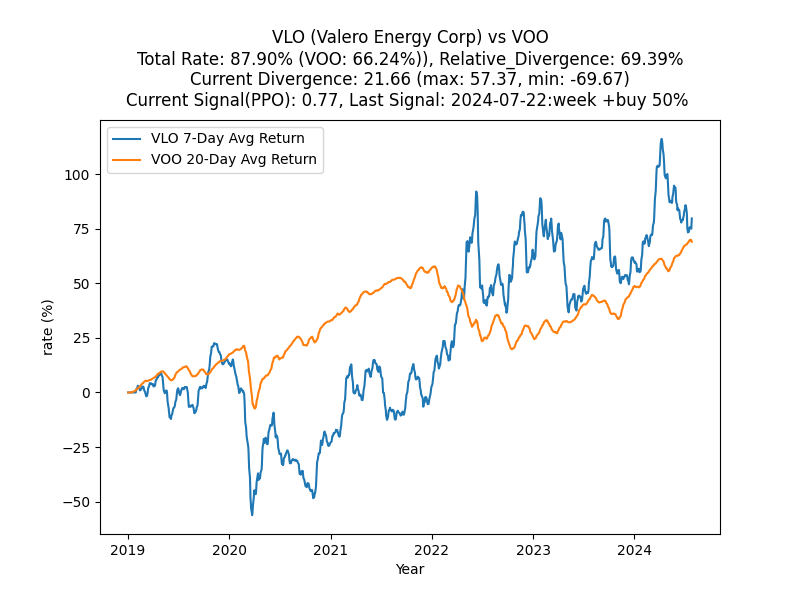 VLO (Valero Energy Corp) vs VOO
Total Rate: 87.90% (VOO: 66.24%)), Relative_Divergence: 69.39%
Current Divergence: 21.66 (max: 57.37, min: -69.67)
Current Signal(PPO): 0.77, Last Signal: 2024-07-22:week +buy 50%
VLO 7-Day Avg Return
VOO 20-Day Avg Return
100
75
50
25
0
−25
−50
rate (%)
2019
2020
2021
2022
2023
2024
Year